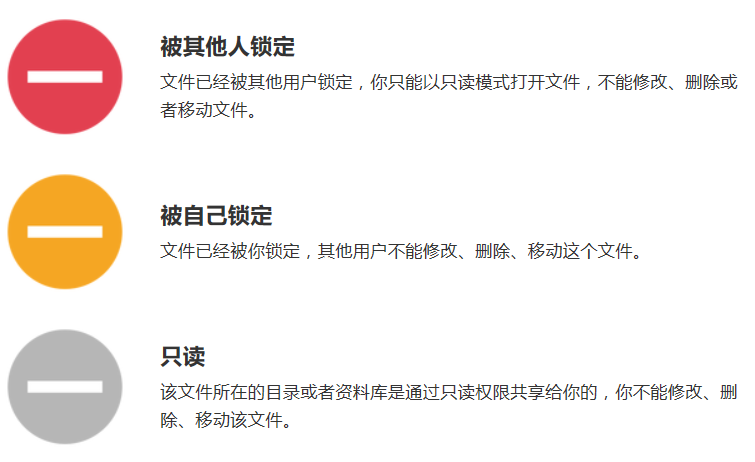 被其他人锁定
文件已经被其他用户锁定，你只能以只读模式打开文件，不能修改、删除或
者移动文件。
被自己锁定
文件已经被你锁定，其他用户不能修改、删除、移动这个文件。
只读
该文件所在的目录或者资料库是通过只读权限共享给你的，你不能修改、删
除、移动该文件。